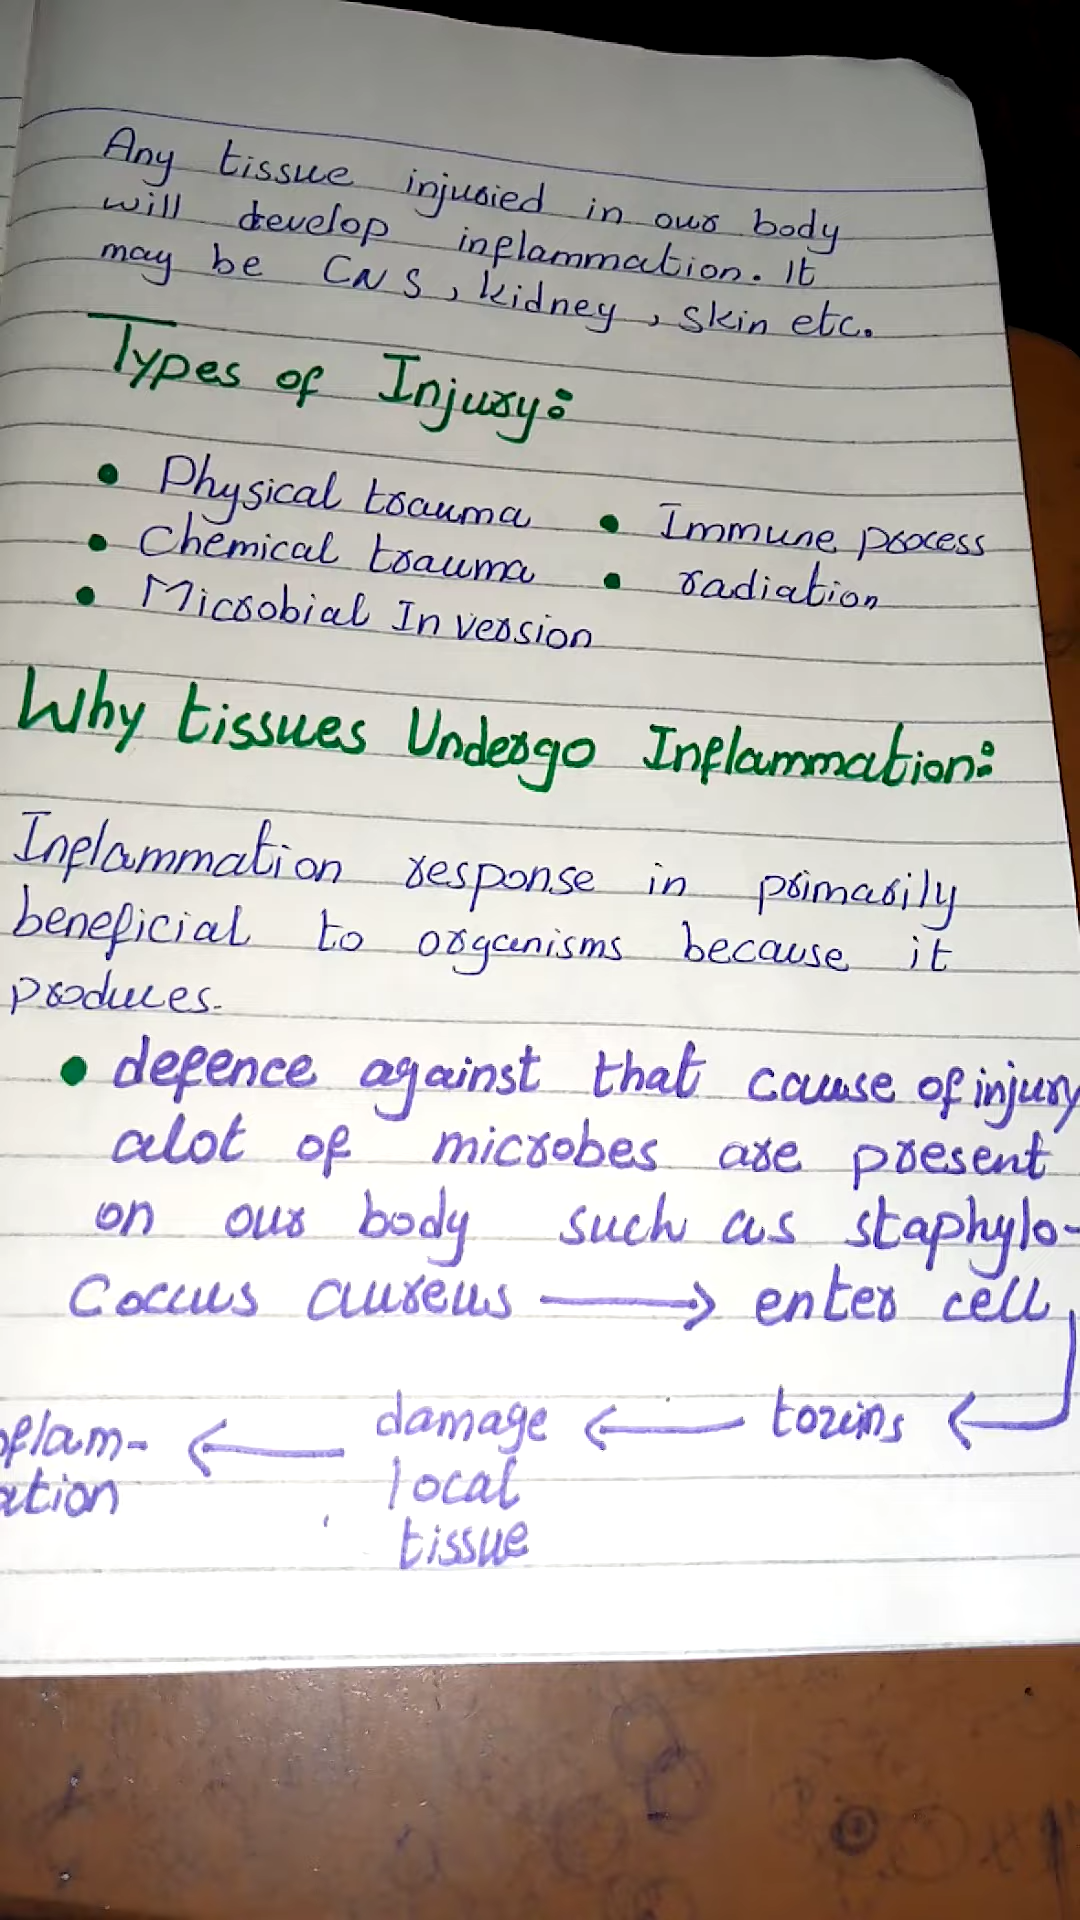 Any tissue injuried in our body
will develop inflammation. It
may be CNS, kidney, skin etc.
Types of Injury:
• Physical trauma • Immune process
• Chemical trauma • radiation
• Microbial Inversion
Why tissues Undergo Inflammation:
Inflammation response in primarily
beneficial to organisms because it
produces.
• defence against that cause of injury
alot of microbes are present
on our body such as staphylo-
Coccus aureus → enter cell
nflam- ← damage ← toxins ←
ation local
tissue